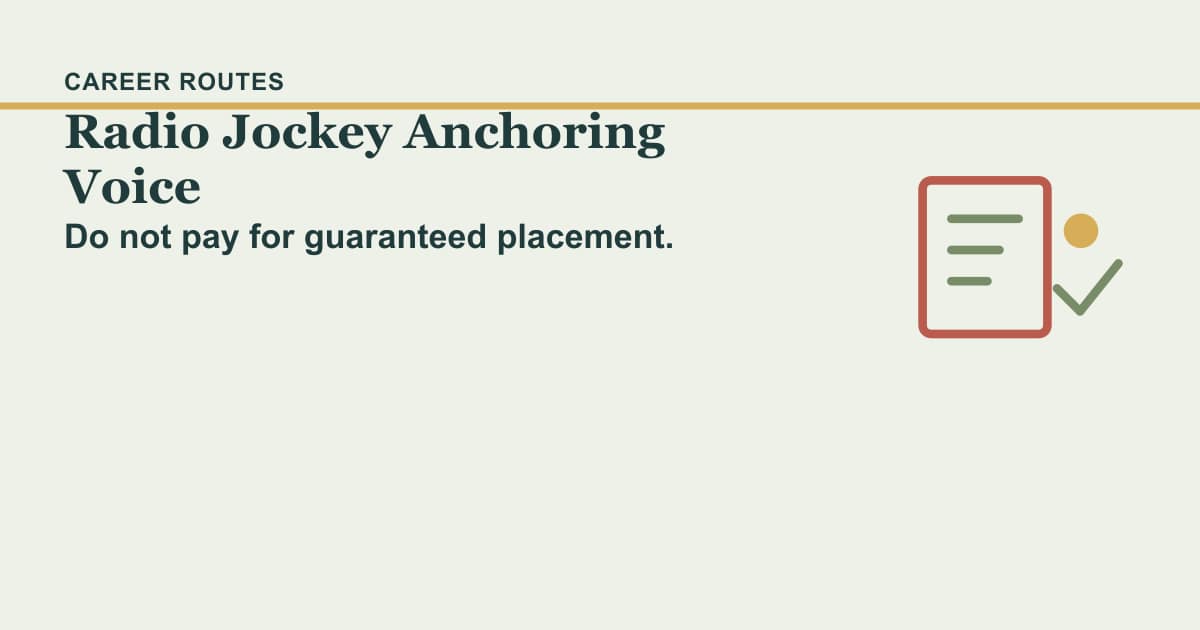 CAREER ROUTES
Radio Jockey Anchoring
Voice
Do not pay for guaranteed placement.